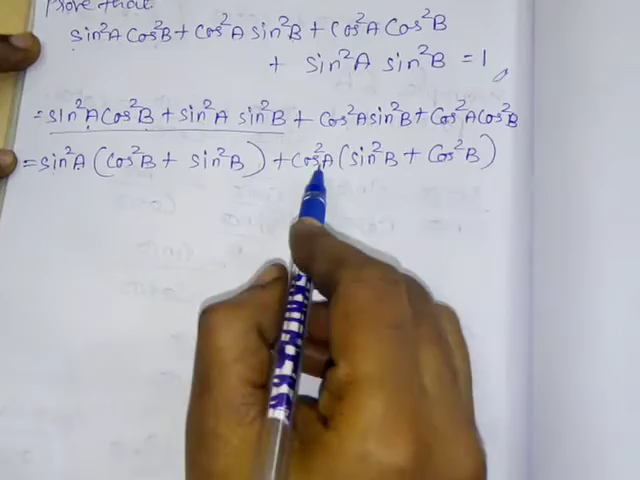 Prove that
sin²A cos²B + cos²A sin²B + cos²A cos²B
+ sin²A sin²B = 1,
= sin²A cos²B + sin²A sin²B + cos²A sin²B + cos²A cos²B
= sin²A (cos²B + sin²B) + cos²A (sin²B + cos²B)